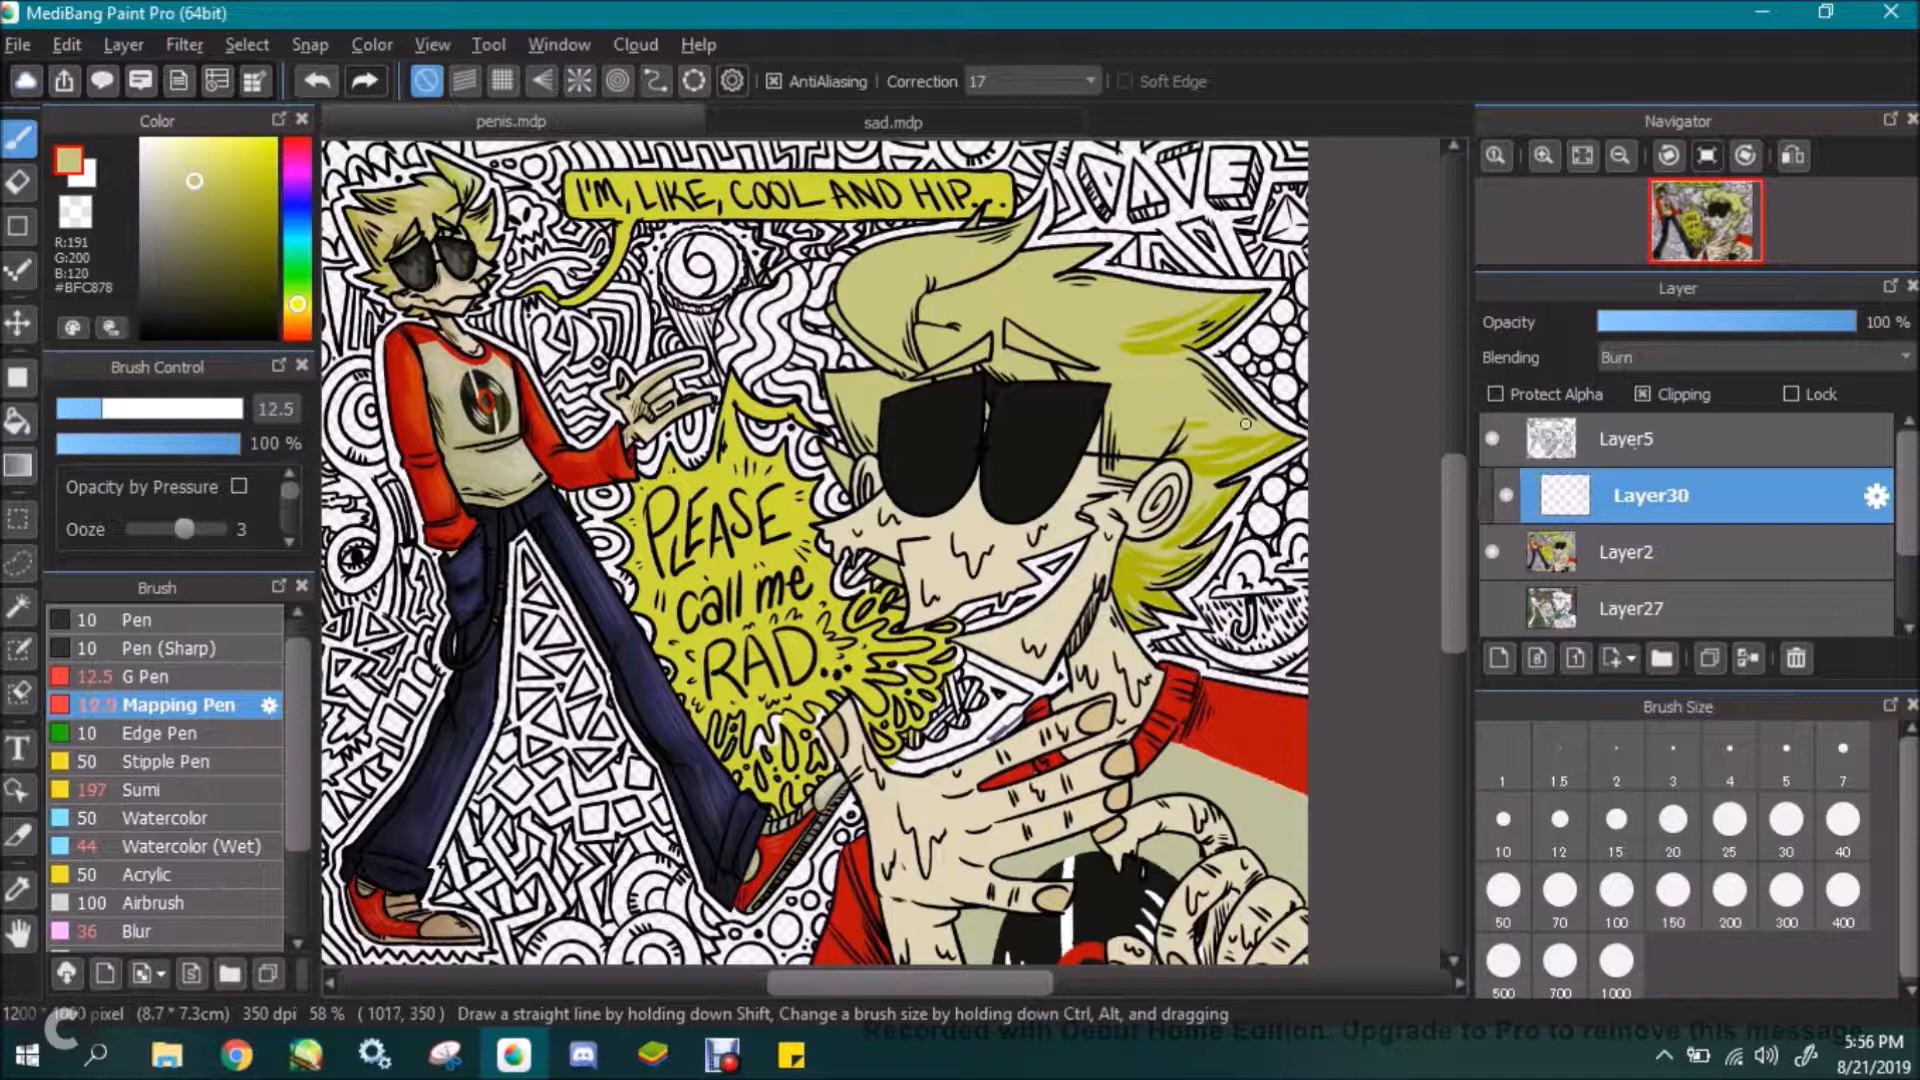 MediBang Paint Pro (64bit)
File Edit Layer Filter Select Snap Color View Tool Window Cloud Help
AntiAliasing Correction 17 Soft Edge
Color
penis.mdp
sad.mdp
Navigator
R:191
G:200
B:120
#BFC878
I'M, LIKE, COOL AND HIP...
RAD
PLEASE
call me
RAD...
Brush Control
12.5
100 %
Opacity by Pressure
Ooze 3
Brush
10 Pen
10 Pen (Sharp)
12.5 G Pen
Mapping Pen
10 Edge Pen
50 Stipple Pen
197 Sumi
50 Watercolor
44 Watercolor (Wet)
50 Acrylic
100 Airbrush
36 Blur
Layer
Opacity 100 %
Blending Burn
Protect Alpha Clipping Lock
Layer5
Layer30
Layer2
Layer27
Brush Size
1 1.5 2 3 4 5 7
10 12 15 20 25 30 40
50 70 100 150 200 300 400
500 700 1000
1200 * 1000 pixel (8.7 * 7.3cm) 350 dpi 58 % ( 1017, 350 ) Draw a straight line by holding down Shift, Change a brush size by holding down Ctrl, Alt, and dragging
Recorded with Debut Home Edition. Upgrade to Pro to remove this message.
5:56 PM
8/21/2019